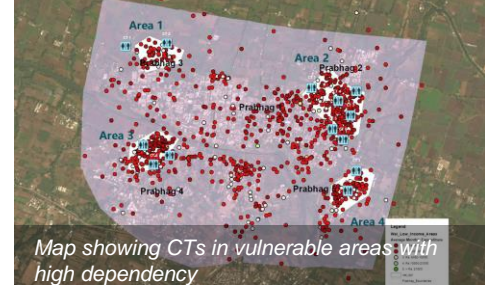 Area 1
Prabhag 3
Area 2
Prabhag 2
Prabhag
Area 3
Prabhag 4
Prabhag
Area 4
Legend
Map showing CTs in vulnerable areas with
high dependency